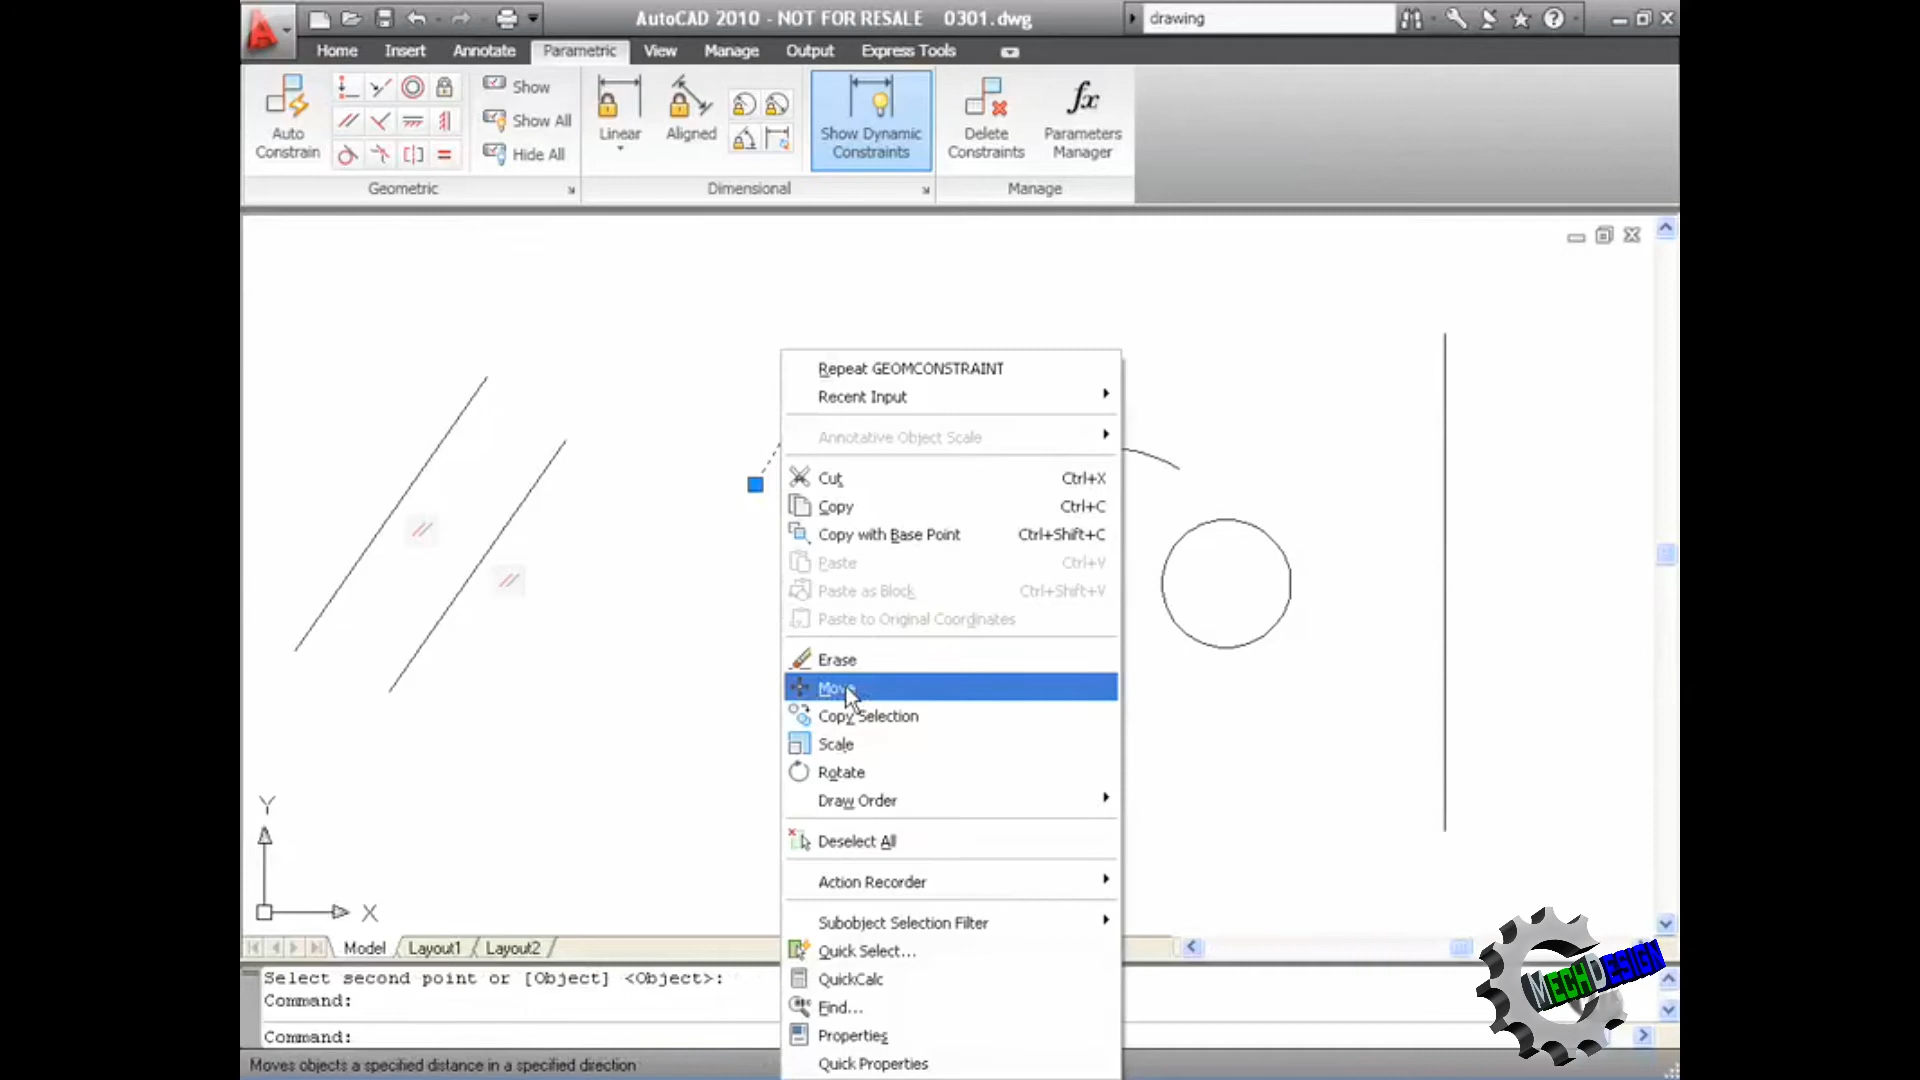 AutoCAD 2010 - NOT FOR RESALE 0301.dwg
drawing
Home Insert Annotate Parametric View Manage Output Express Tools
Auto Constrain
Show
Show All
Hide All
Linear
Aligned
Show Dynamic Constraints
Delete Constraints
fx
Parameters Manager
Geometric
Dimensional
Manage
Repeat GEOMCONSTRAINT
Recent Input
Annotative Object Scale
Cut Ctrl+X
Copy Ctrl+C
Copy with Base Point Ctrl+Shift+C
Paste Ctrl+V
Paste as Block Ctrl+Shift+V
Paste to Original Coordinates
Erase
Move
Copy Selection
Scale
Rotate
Draw Order
Deselect All
Action Recorder
Subobject Selection Filter
Quick Select...
QuickCalc
Find...
Properties
Quick Properties
Y
X
Model Layout1 Layout2
Select second point or [Object] <Object>:
Command:
Command:
Moves objects a specified distance in a specified direction
MECHDESIGN